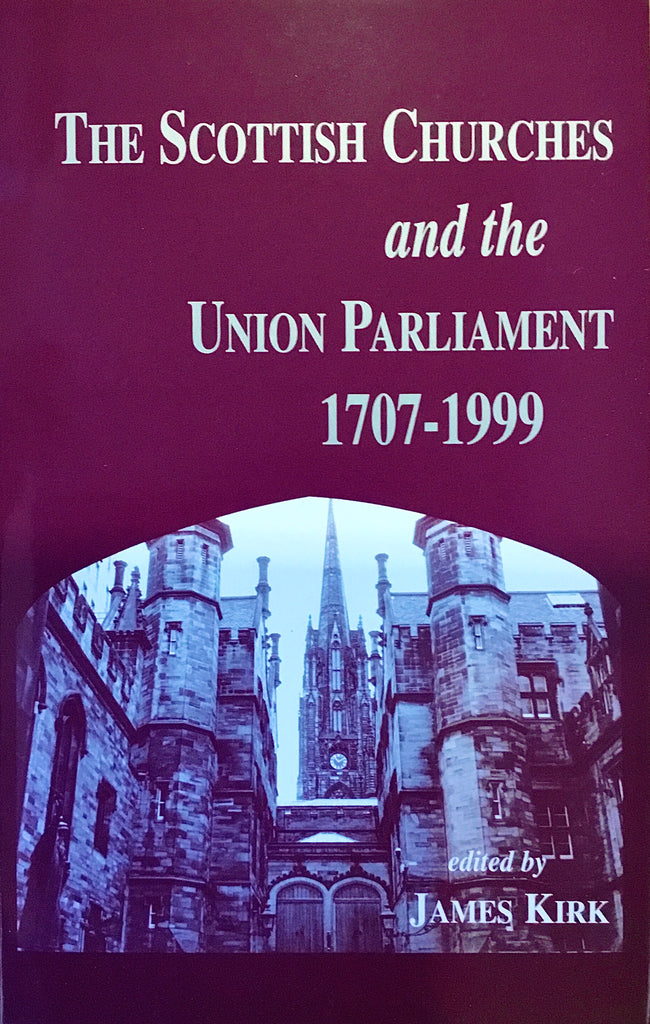 THE SCOTTISH CHURCHES
and the
UNION PARLIAMENT
1707-1999
edited by
JAMES KIRK